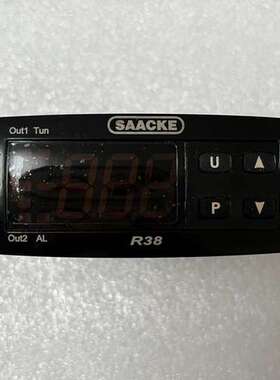 Out1 Tun
SAACKE
U
P
Out2 AL
R38